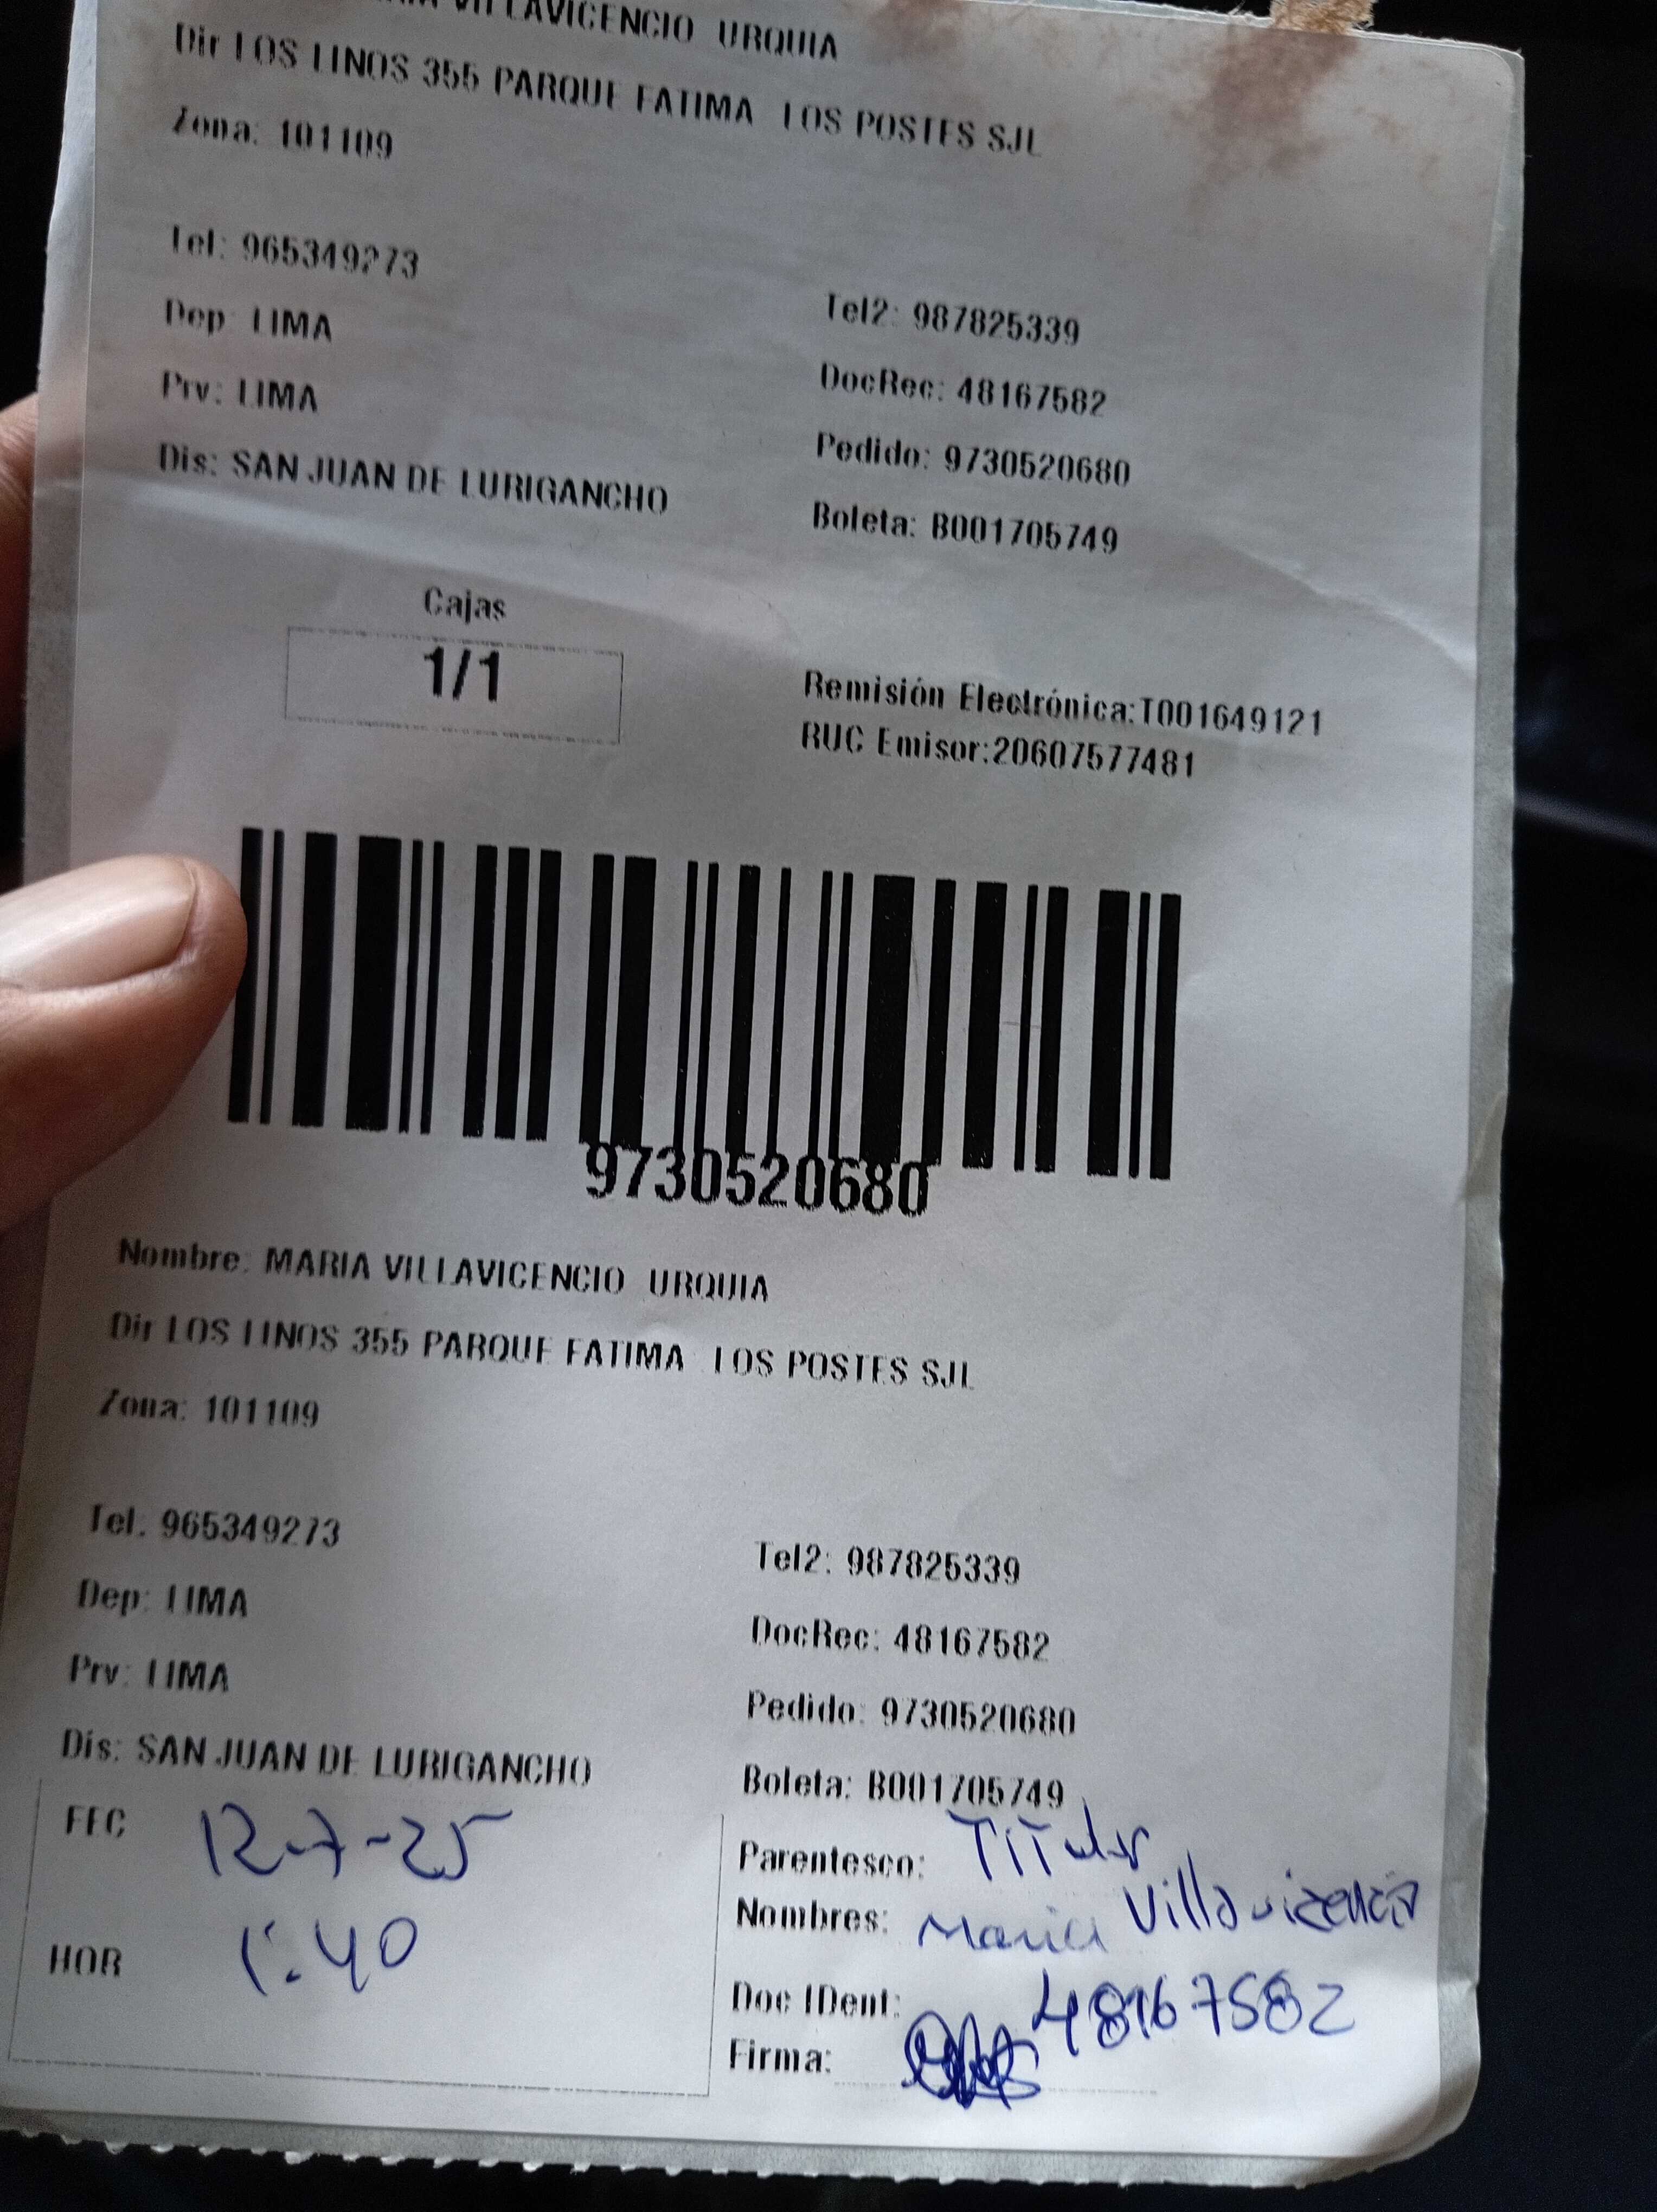 VILLAVICENCIO URQUIA
Dir LOS LINOS 355 PARQUE FATIMA LOS POSTES SJL
Zona: 101109
Tel: 965349273
Tel2: 987825339
Dep: LIMA
DocRec: 48167582
Prv: LIMA
Pedido: 9730520680
Dis: SAN JUAN DE LURIGANCHO
Boleta: B001705749
Cajas
1/1
Remisión Electrónica:T001649121
RUC Emisor:20607577481
9730520680
Nombre: MARIA VILLAVICENCIO URQUIA
Dir LOS LINOS 355 PARQUE FATIMA LOS POSTES SJL
Zona: 101109
Tel: 965349273
Tel2: 987825339
Dep: LIMA
DocRec: 48167582
Prv: LIMA
Pedido: 9730520680
Dis: SAN JUAN DE LURIGANCHO
Boleta: B001705749
FEC 12-7-25
Parentesco: TiTular
Nombres: Maria Villavicencio
HOR 1:40
Doc IDent: 48167582
Firma: